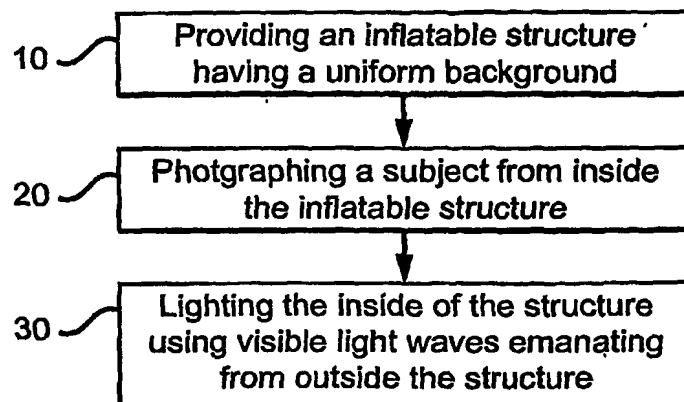 10
Providing an inflatable structure
having a uniform background
20
Photgraphing a subject from inside
the inflatable structure
30
Lighting the inside of the structure
using visible light waves emanating
from outside the structure